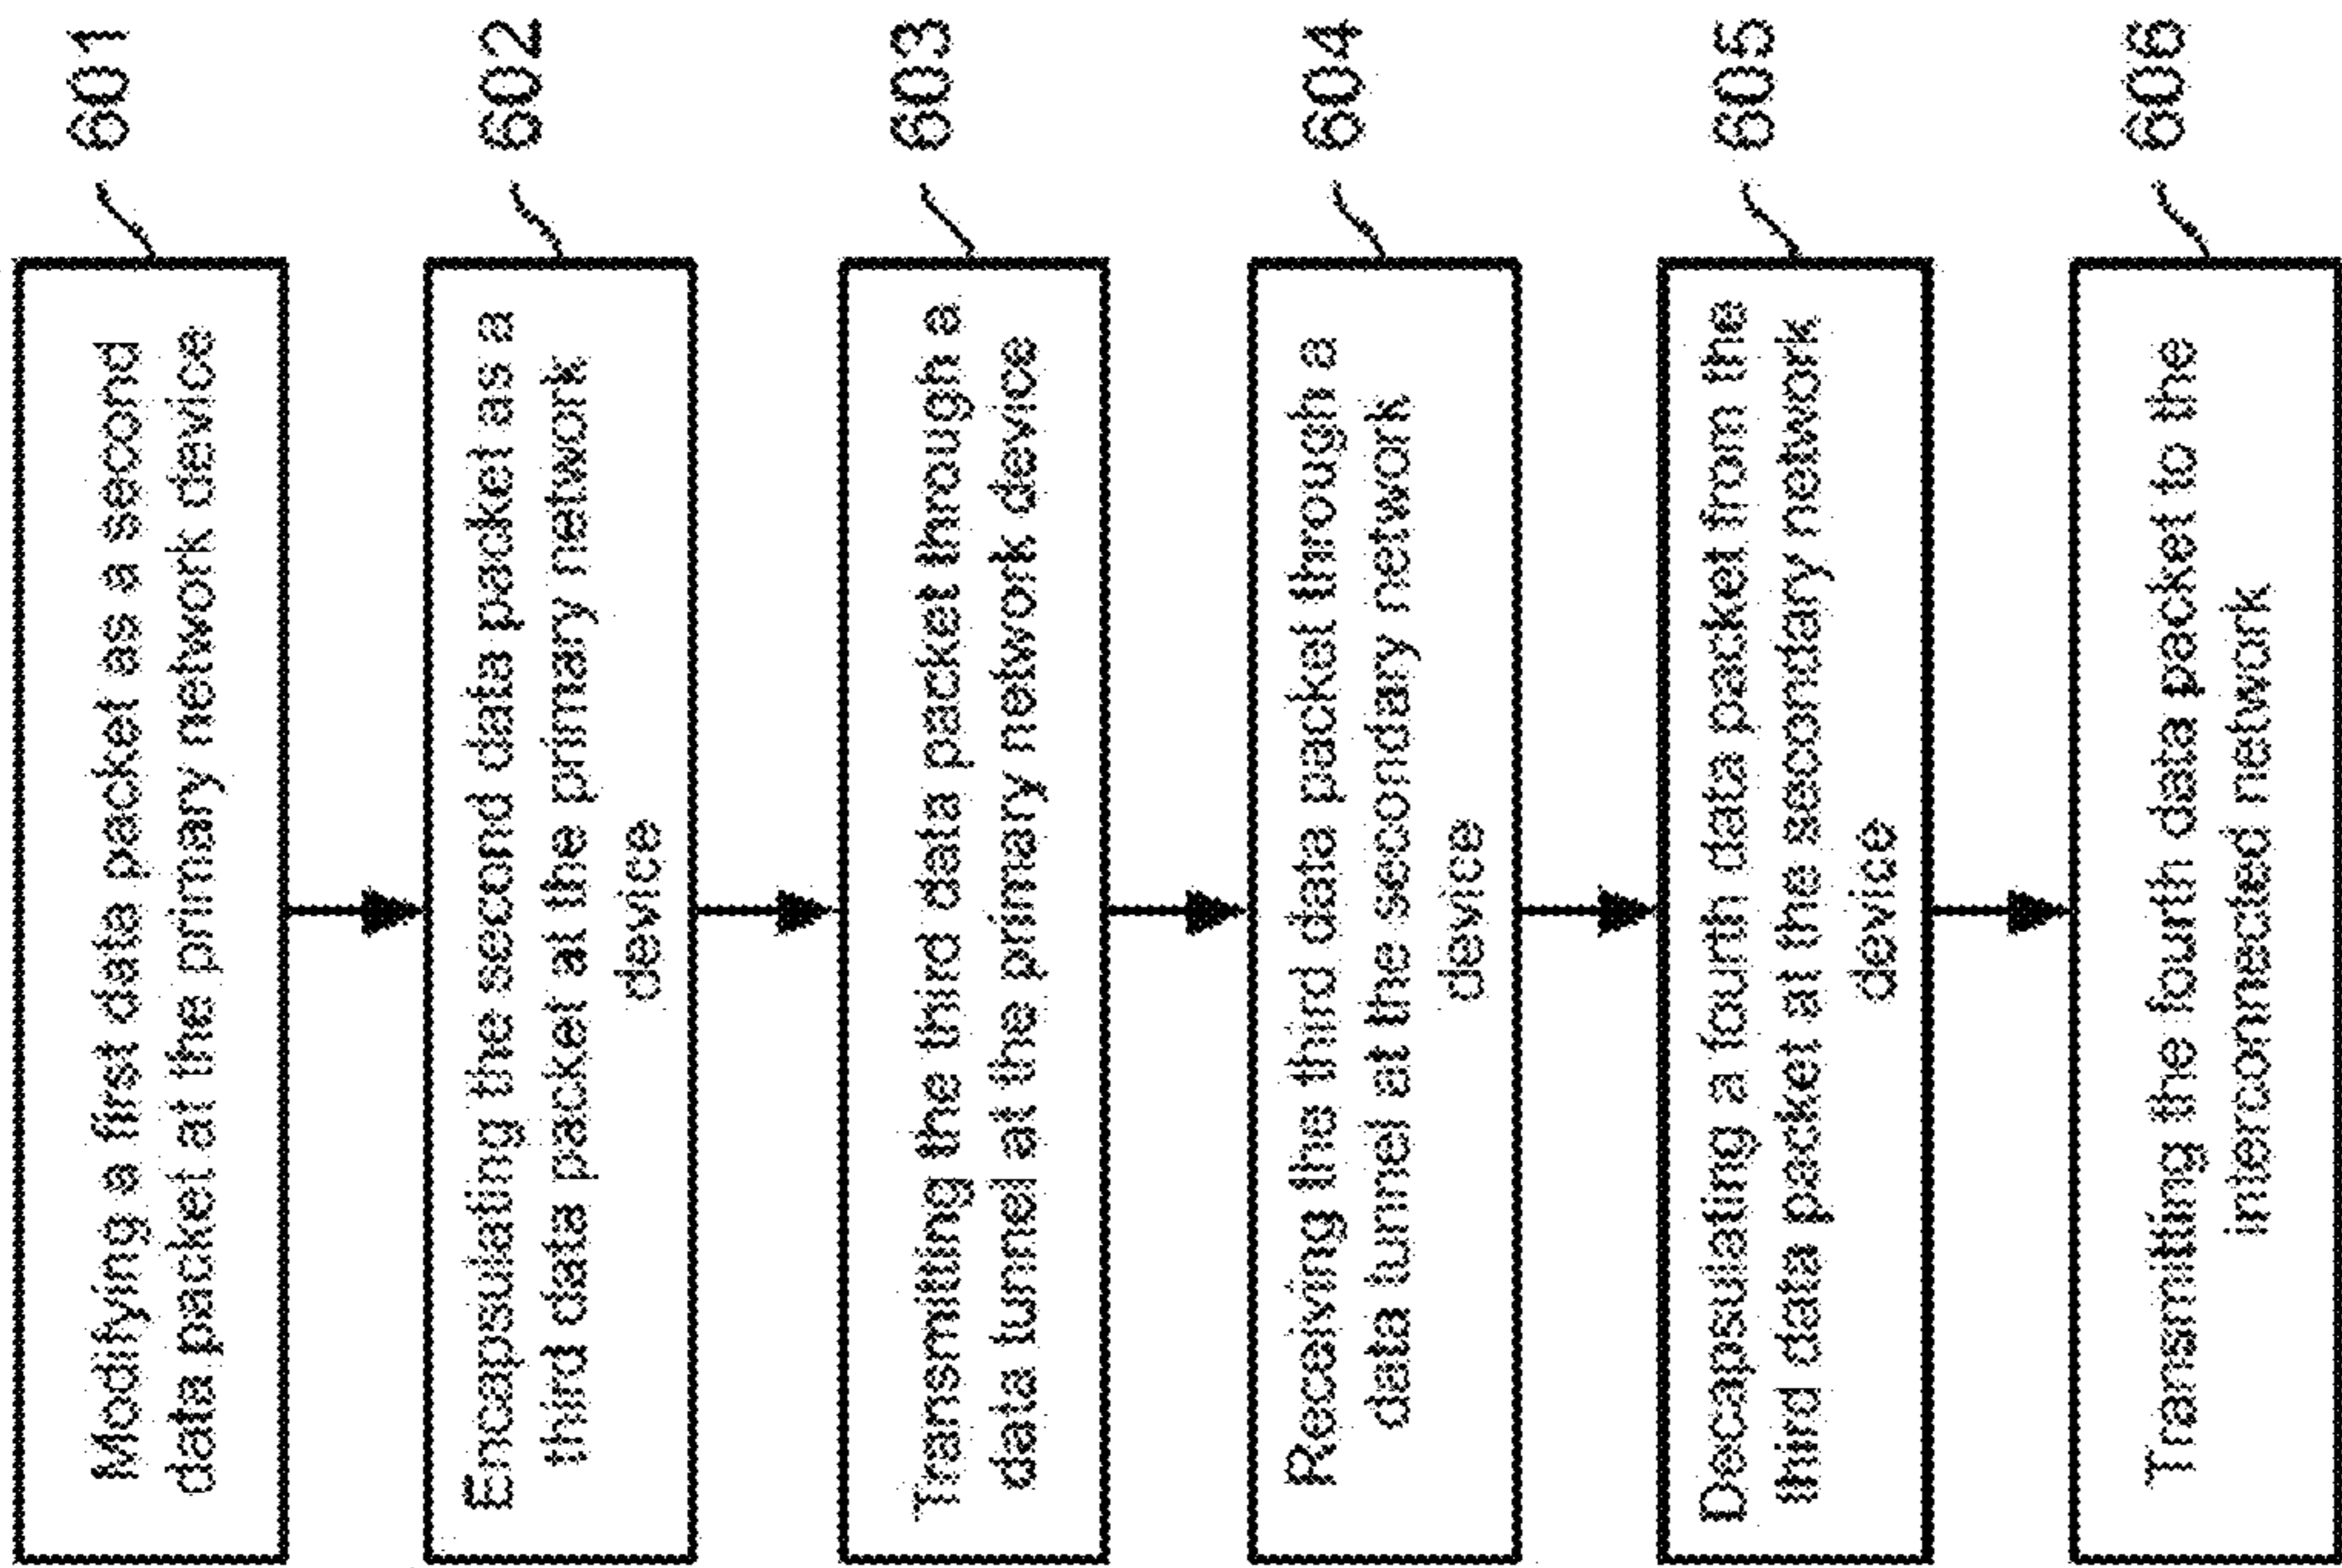 601
Modifying a first data packet as a second
data packet at the primary network device
602
Encapsulating the second data packet as a
third data packet at the primary network
device
603
Transmitting the third data packet through a
data tunnel at the primary network device
604
Receiving the third data packet through a
data tunnel at the secondary network
device
605
Decapsulating a fourth data packet from the
third data packet at the secondary network
device
606
Transmitting the fourth data packet to the
interconnected network